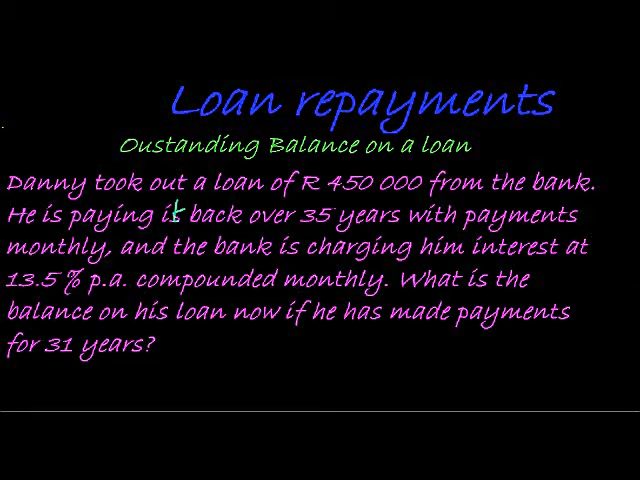 Loan repayments
Oustanding Balance on a loan
Danny took out a loan of R 450 000 from the bank.
He is paying it back over 35 years with payments
monthly, and the bank is charging him interest at
13.5 % p.a. compounded monthly. What is the
balance on his loan now if he has made payments
for 31 years?